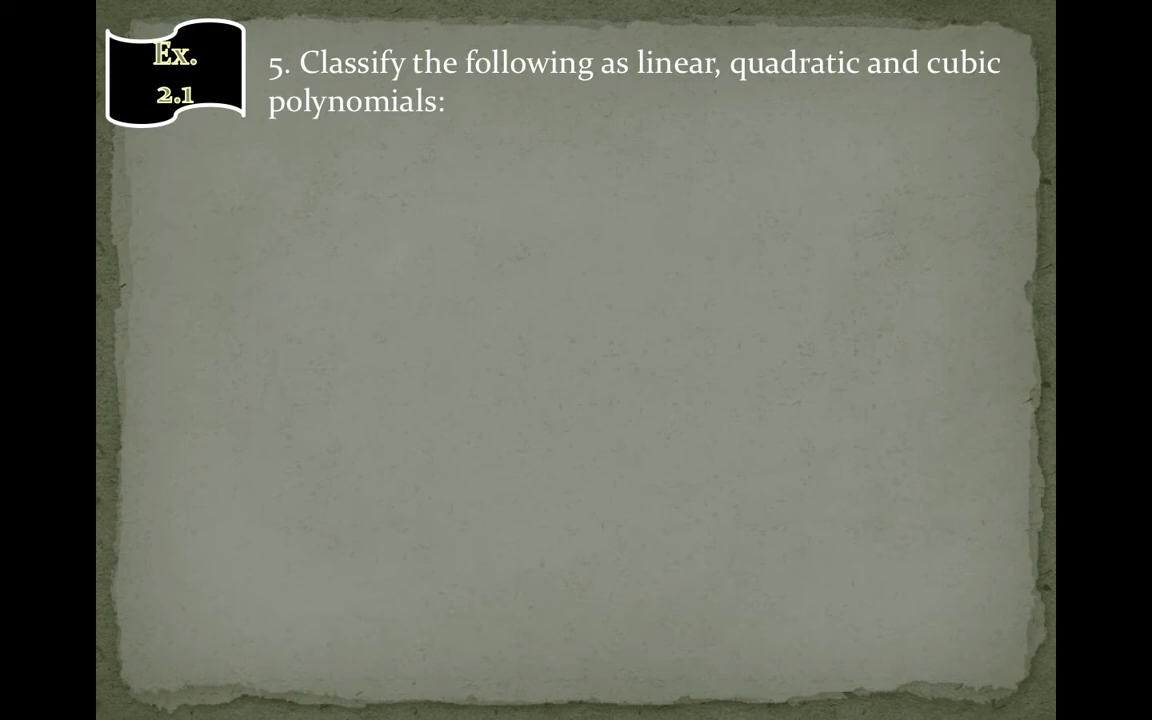 Ex.
2.1
5. Classify the following as linear, quadratic and cubic
polynomials: